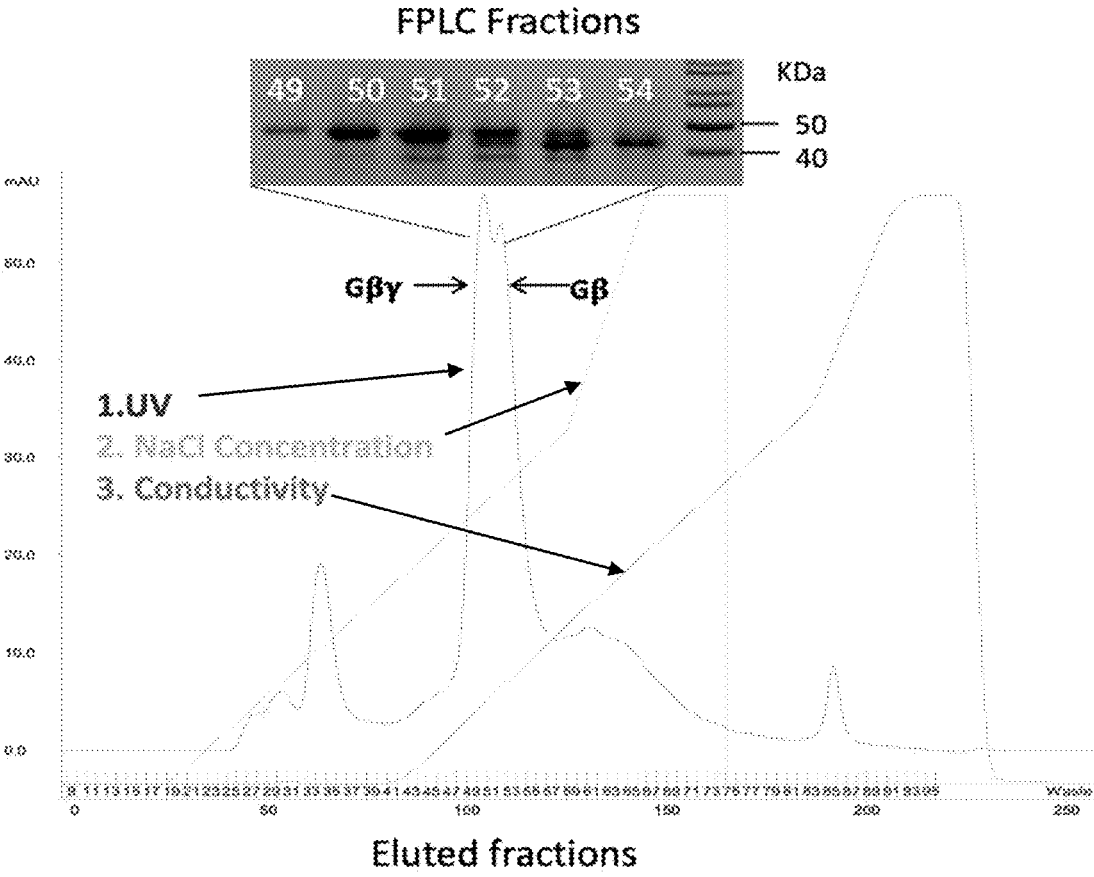 FPLC Fractions
49 50 51 52 53 54
KDa
50
40
mAU
50.0
Gβγ
Gβ
40.0
1.UV
2. NaCl Concentration
30.0
3. Conductivity
20.0
10.0
0.0
Waste
0 50 100 150 200 250
Eluted fractions